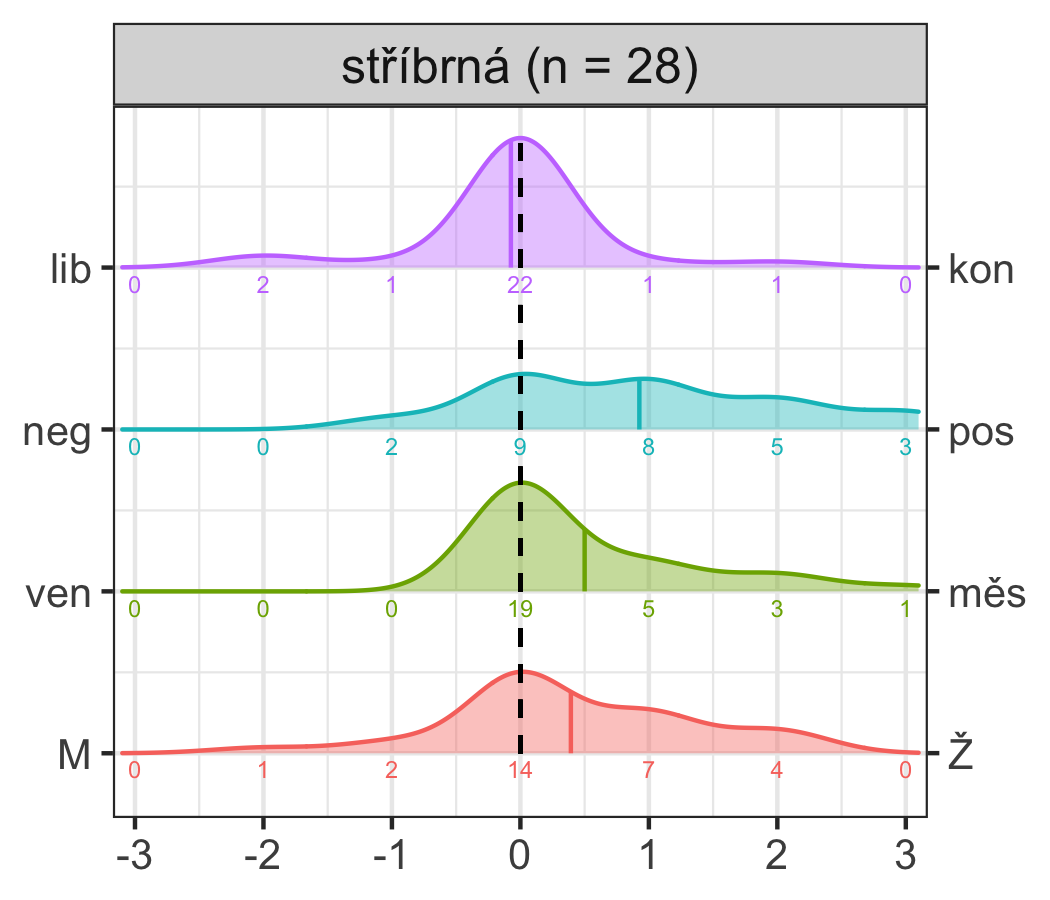 stříbrná (n = 28)
lib kon
0 2 1 22 1 1 0
neg pos
0 0 2 9 8 5 3
ven měs
0 0 0 19 5 3 1
M Ž
0 1 2 14 7 4 0
-3 -2 -1 0 1 2 3